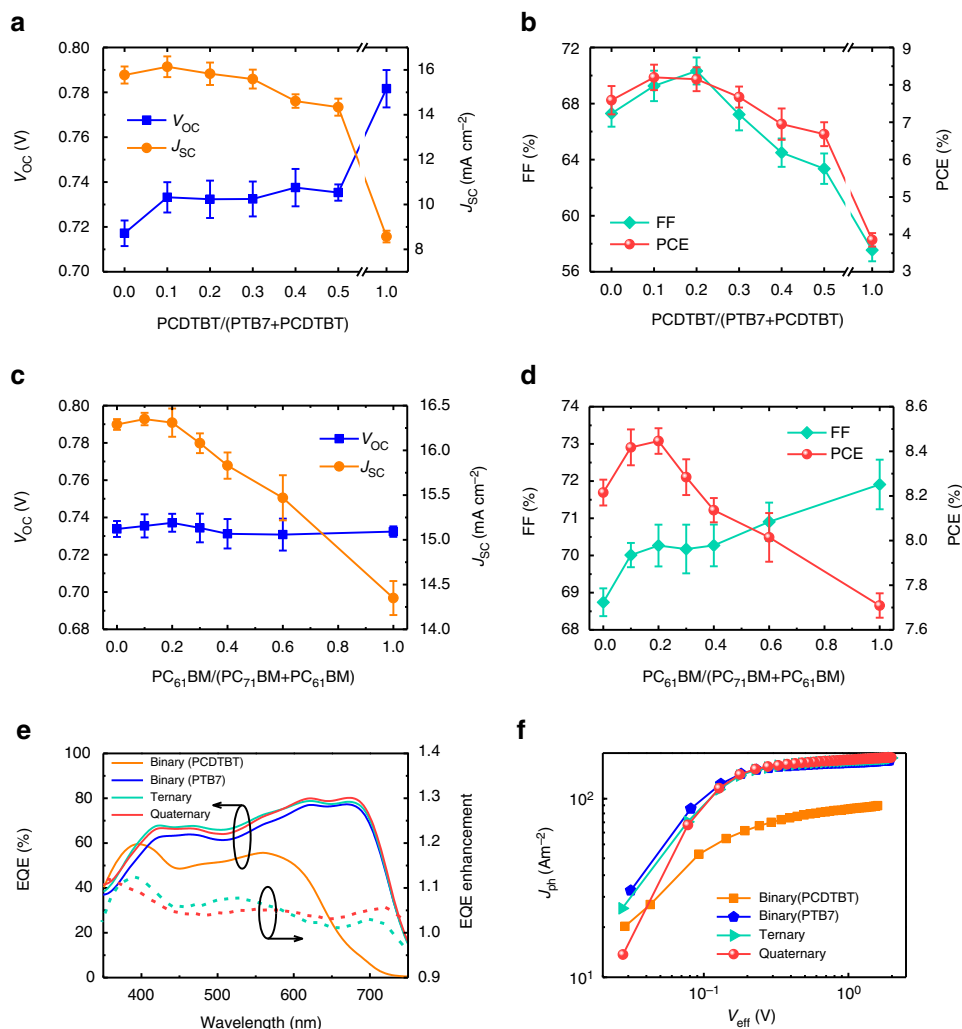 a
0.80
0.78
0.76
0.74
0.72
0.70
V_OC (V)
V_OC
J_SC
16
14
12
10
8
J_SC (mA cm⁻²)
0.0 0.1 0.2 0.3 0.4 0.5 1.0
PCDTBT/(PTB7+PCDTBT)
b
72
68
64
60
56
FF (%)
FF
PCE
9
8
7
6
5
4
3
PCE (%)
0.0 0.1 0.2 0.3 0.4 0.5 1.0
PCDTBT/(PTB7+PCDTBT)
c
0.80
0.78
0.76
0.74
0.72
0.70
0.68
V_OC (V)
V_OC
J_SC
16.5
16.0
15.5
15.0
14.5
14.0
J_SC (mA cm⁻²)
0.0 0.2 0.4 0.6 0.8 1.0
PC₆₁BM/(PC₇₁BM+PC₆₁BM)
d
74
73
72
71
70
69
68
FF (%)
FF
PCE
8.6
8.4
8.2
8.0
7.8
7.6
PCE (%)
0.0 0.2 0.4 0.6 0.8 1.0
PC₆₁BM/(PC₇₁BM+PC₆₁BM)
e
100
80
60
40
20
0
EQE (%)
Binary (PCDTBT)
Binary (PTB7)
Ternary
Quaternary
1.4
1.3
1.2
1.1
1.0
0.9
EQE enhancement
400 500 600 700
Wavelength (nm)
f
10²
10¹
J_ph (Am⁻²)
Binary(PCDTBT)
Binary(PTB7)
Ternary
Quaternary
10⁻¹ 10⁰
V_eff (V)